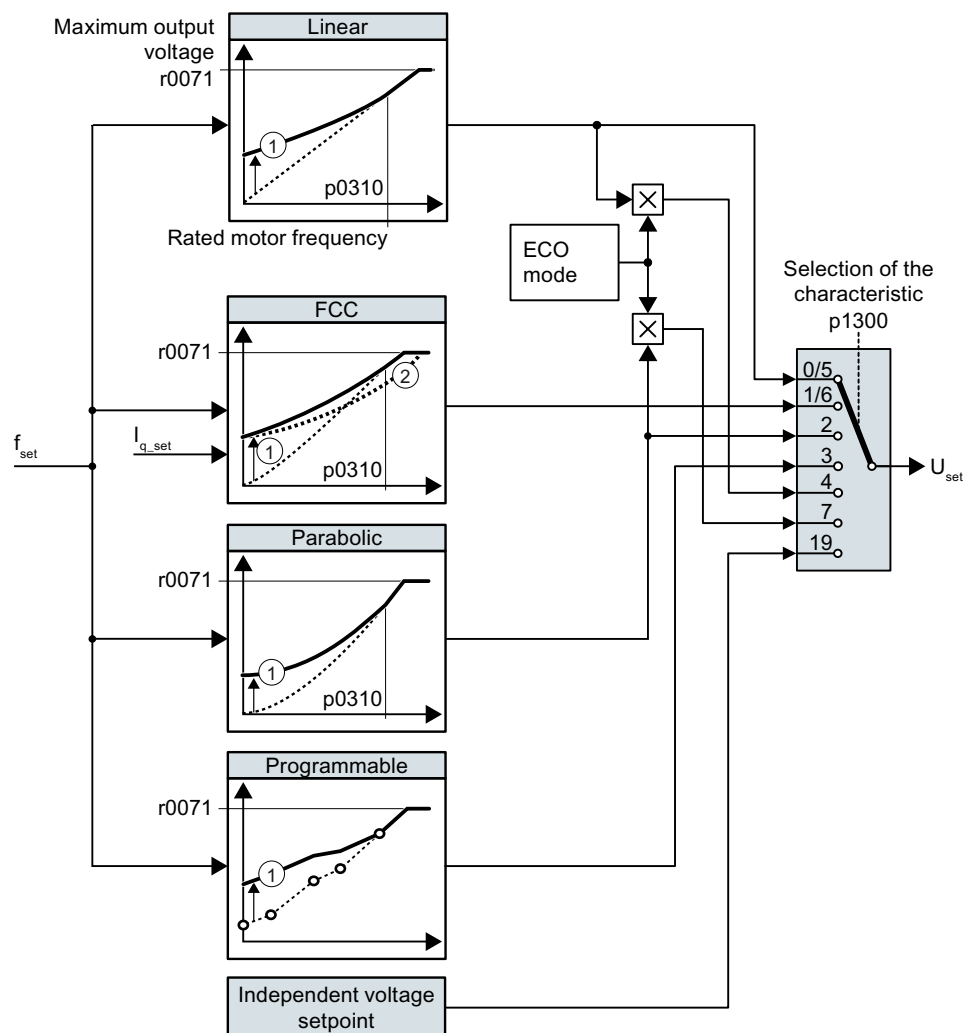 Linear
Maximum output
voltage
r0071
1
p0310
Rated motor frequency
ECO
mode
Selection of the
characteristic
p1300
FCC
r0071
2
1
p0310
f_set
I_q_set
0/5
1/6
2
3
4
7
19
U_set
Parabolic
r0071
1
p0310
Programmable
r0071
1
Independent voltage
setpoint